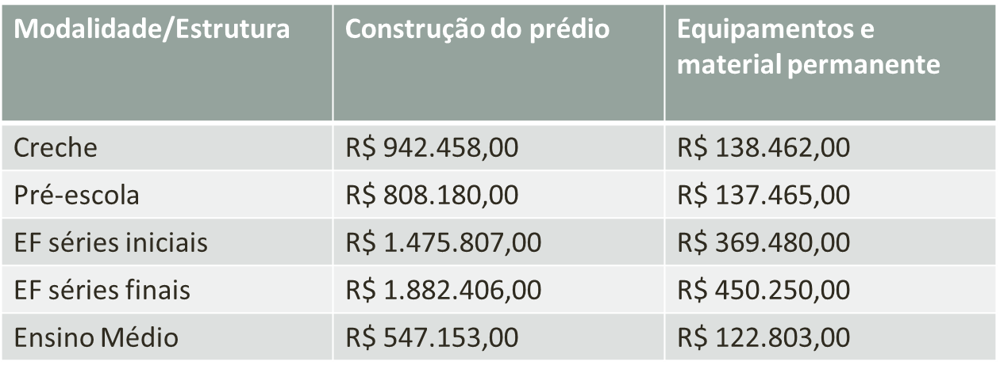 Modalidade/Estrutura Construção do prédio Equipamentos e
material permanente
Creche R$ 942.458,00 R$ 138.462,00
Pré-escola R$ 808.180,00 R$ 137.465,00
EF séries iniciais R$ 1.475.807,00 R$ 369.480,00
EF séries finais R$ 1.882.406,00 R$ 450.250,00
Ensino Médio R$ 547.153,00 R$ 122.803,00